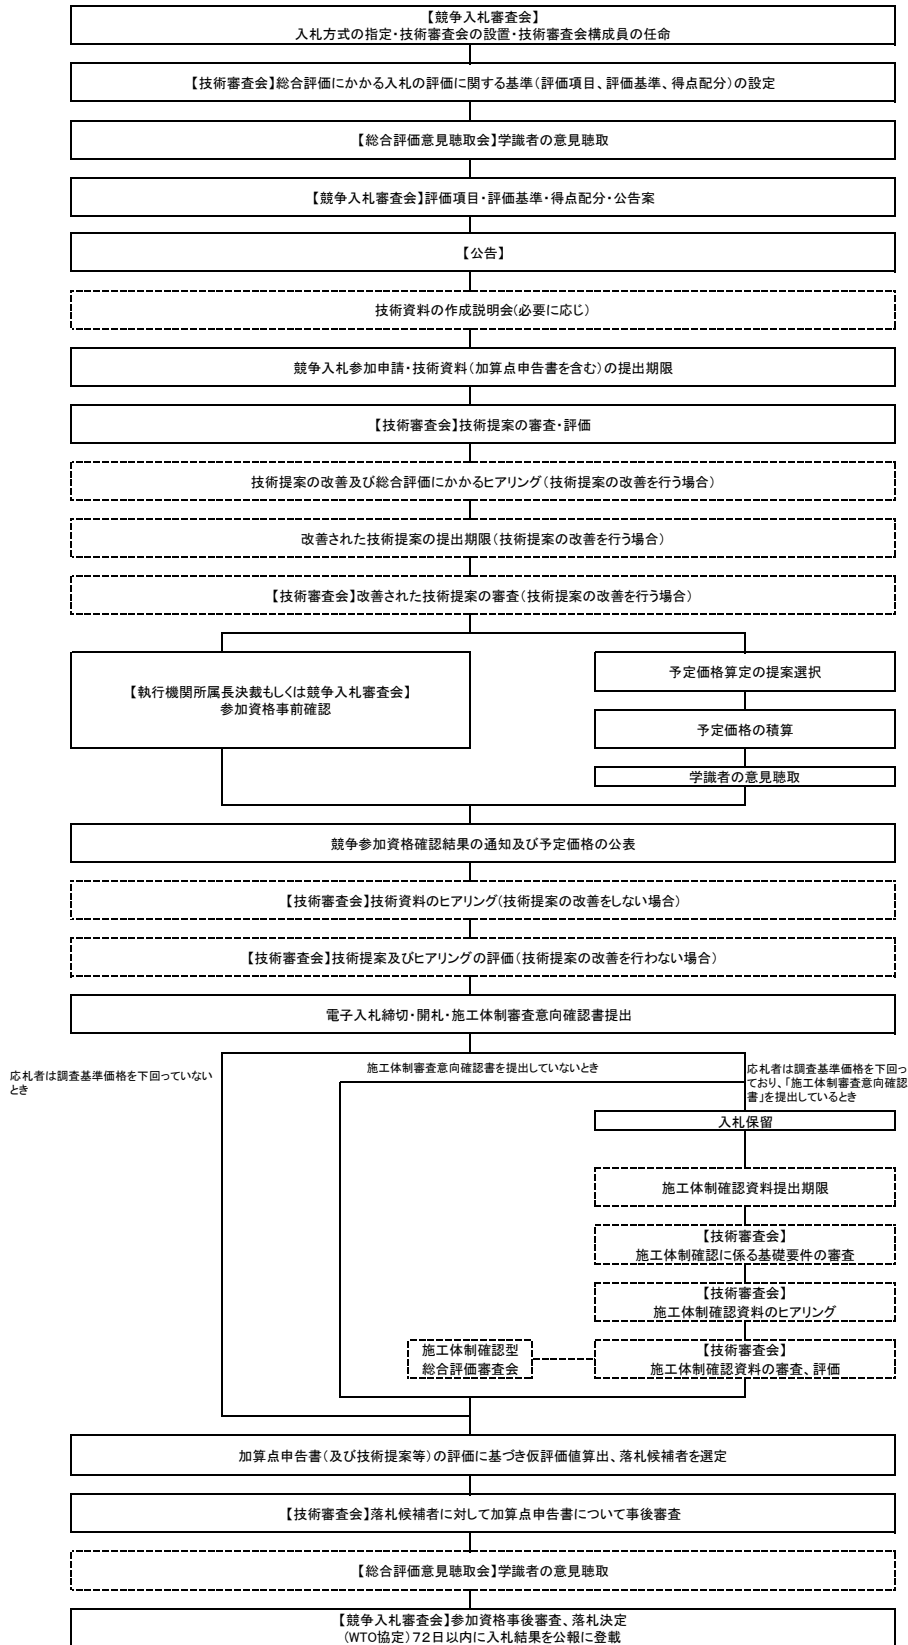 【競争入札審査会】
入札方式の指定・技術審査会の設置・技術審査会構成員の任命
【技術審査会】総合評価にかかる入札の評価に関する基準（評価項目、評価基準、得点配分）の設定
【総合評価意見聴取会】学識者の意見聴取
【競争入札審査会】評価項目・評価基準・得点配分・公告案
【公告】
技術資料の作成説明会(必要に応じ)
競争入札参加申請・技術資料（加算点申告書を含む）の提出期限
【技術審査会】技術提案の審査・評価
技術提案の改善及び総合評価にかかるヒアリング（技術提案の改善を行う場合）
改善された技術提案の提出期限（技術提案の改善を行う場合）
【技術審査会】改善された技術提案の審査（技術提案の改善を行う場合）
【執行機関所属長決裁もしくは競争入札審査会】
参加資格事前確認
予定価格算定の提案選択
予定価格の積算
学識者の意見聴取
競争参加資格確認結果の通知及び予定価格の公表
【技術審査会】技術資料のヒアリング（技術提案の改善をしない場合）
【技術審査会】技術提案及びヒアリングの評価（技術提案の改善を行わない場合）
電子入札締切・開札・施工体制審査意向確認書提出
応札者は調査基準価格を下回っていない
とき
施工体制審査意向確認書を提出していないとき
応札者は調査基準価格を下回っ
ており、「施工体制審査意向確認
書」を提出しているとき
入札保留
施工体制確認資料提出期限
【技術審査会】
施工体制確認に係る基礎要件の審査
【技術審査会】
施工体制確認資料のヒアリング
施工体制確認型
総合評価審査会
【技術審査会】
施工体制確認資料の審査、評価
加算点申告書（及び技術提案等）の評価に基づき仮評価値算出、落札候補者を選定
【技術審査会】落札候補者に対して加算点申告書について事後審査
【総合評価意見聴取会】学識者の意見聴取
【競争入札審査会】参加資格事後審査、落札決定
(WTO協定)７２日以内に入札結果を公報に登載